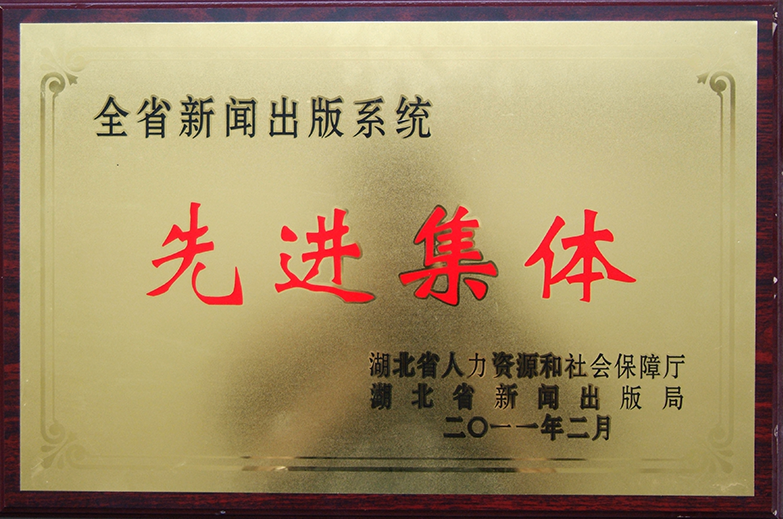 全省新闻出版系统
先进集体
湖北省人力资源和社会保障厅
湖北省新闻出版局
二〇一一年二月